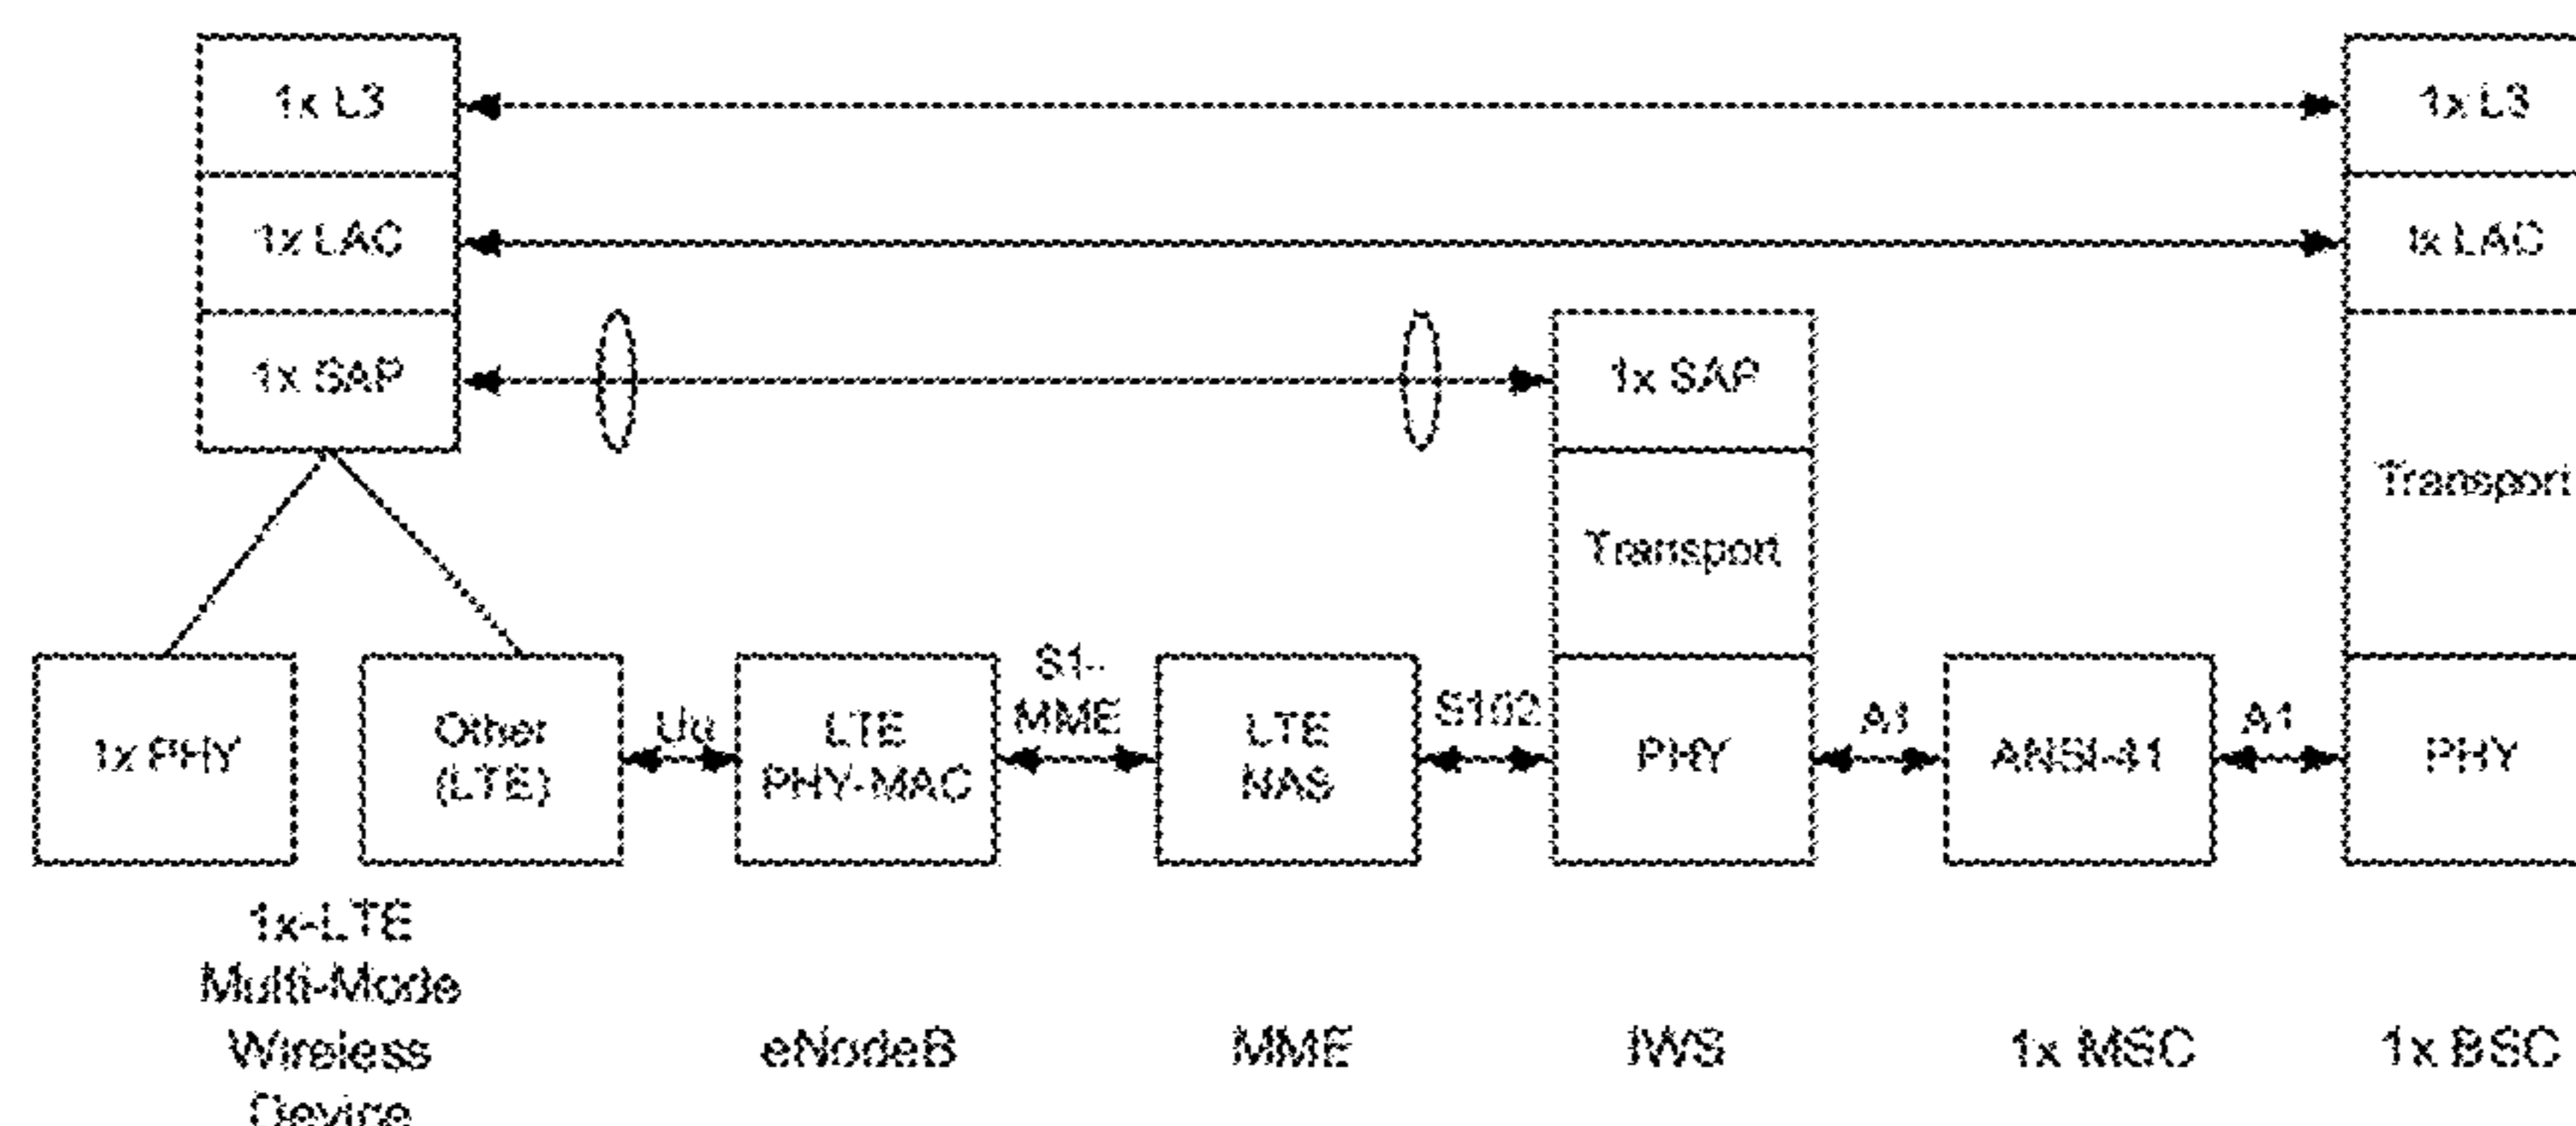 1x L3
1x L3
1x LAC
1x LAC
1x SAP
1x SAP
Transport
Transport
S1-
MME
1x PHY
Other
(LTE)
Uu
LTE
PHY-MAC
LTE
NAS
S102
PHY
A1
ANSI-41
A1
PHY
1x-LTE
Multi-Mode
Wireless
Device
eNodeB
MME
IWS
1x MSC
1x BSC